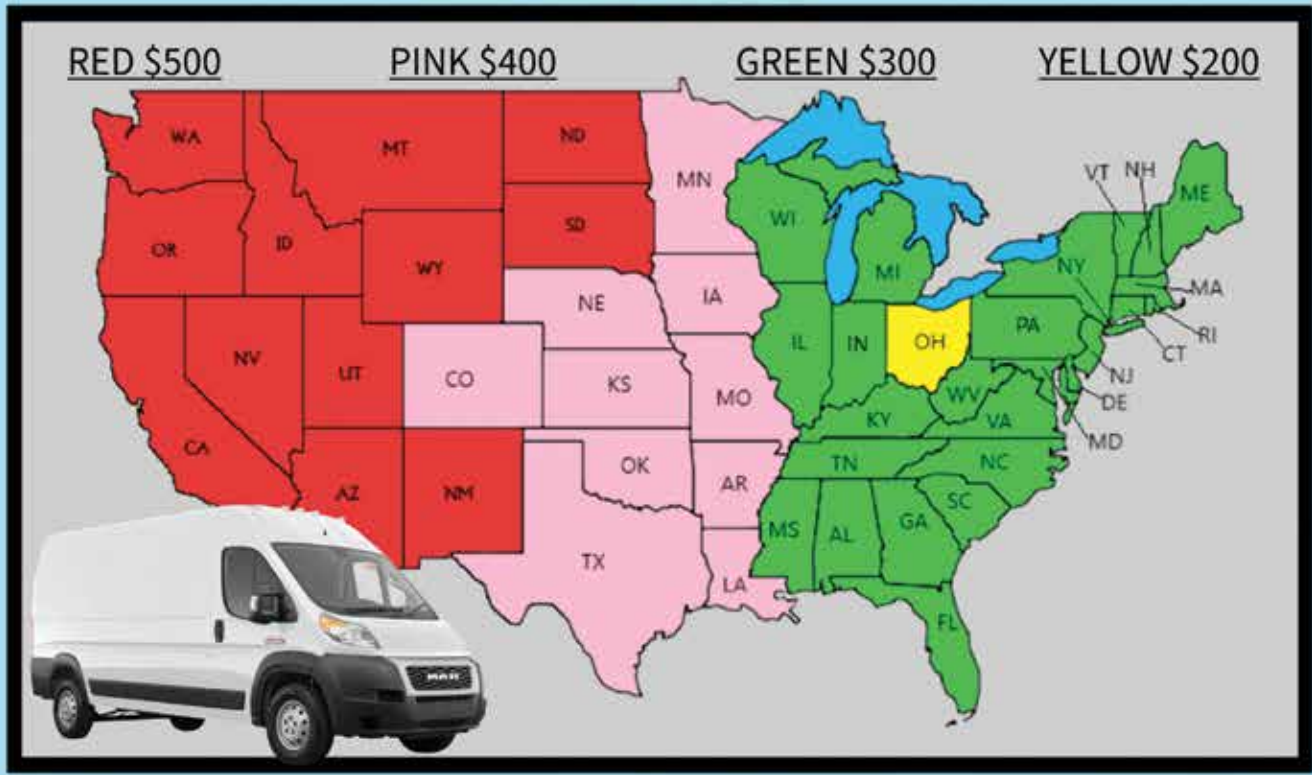 RED $500 PINK $400 GREEN $300 YELLOW $200
WA MT ND MN VT NH ME
OR ID SD WI
WY MI NY
NE IA MA
NV UT CO KS MO IL IN OH PA RI
CT
NJ
WV DE
CA KY VA
MD
AZ NM OK AR TN NC
TX LA MS AL GA SC
FL